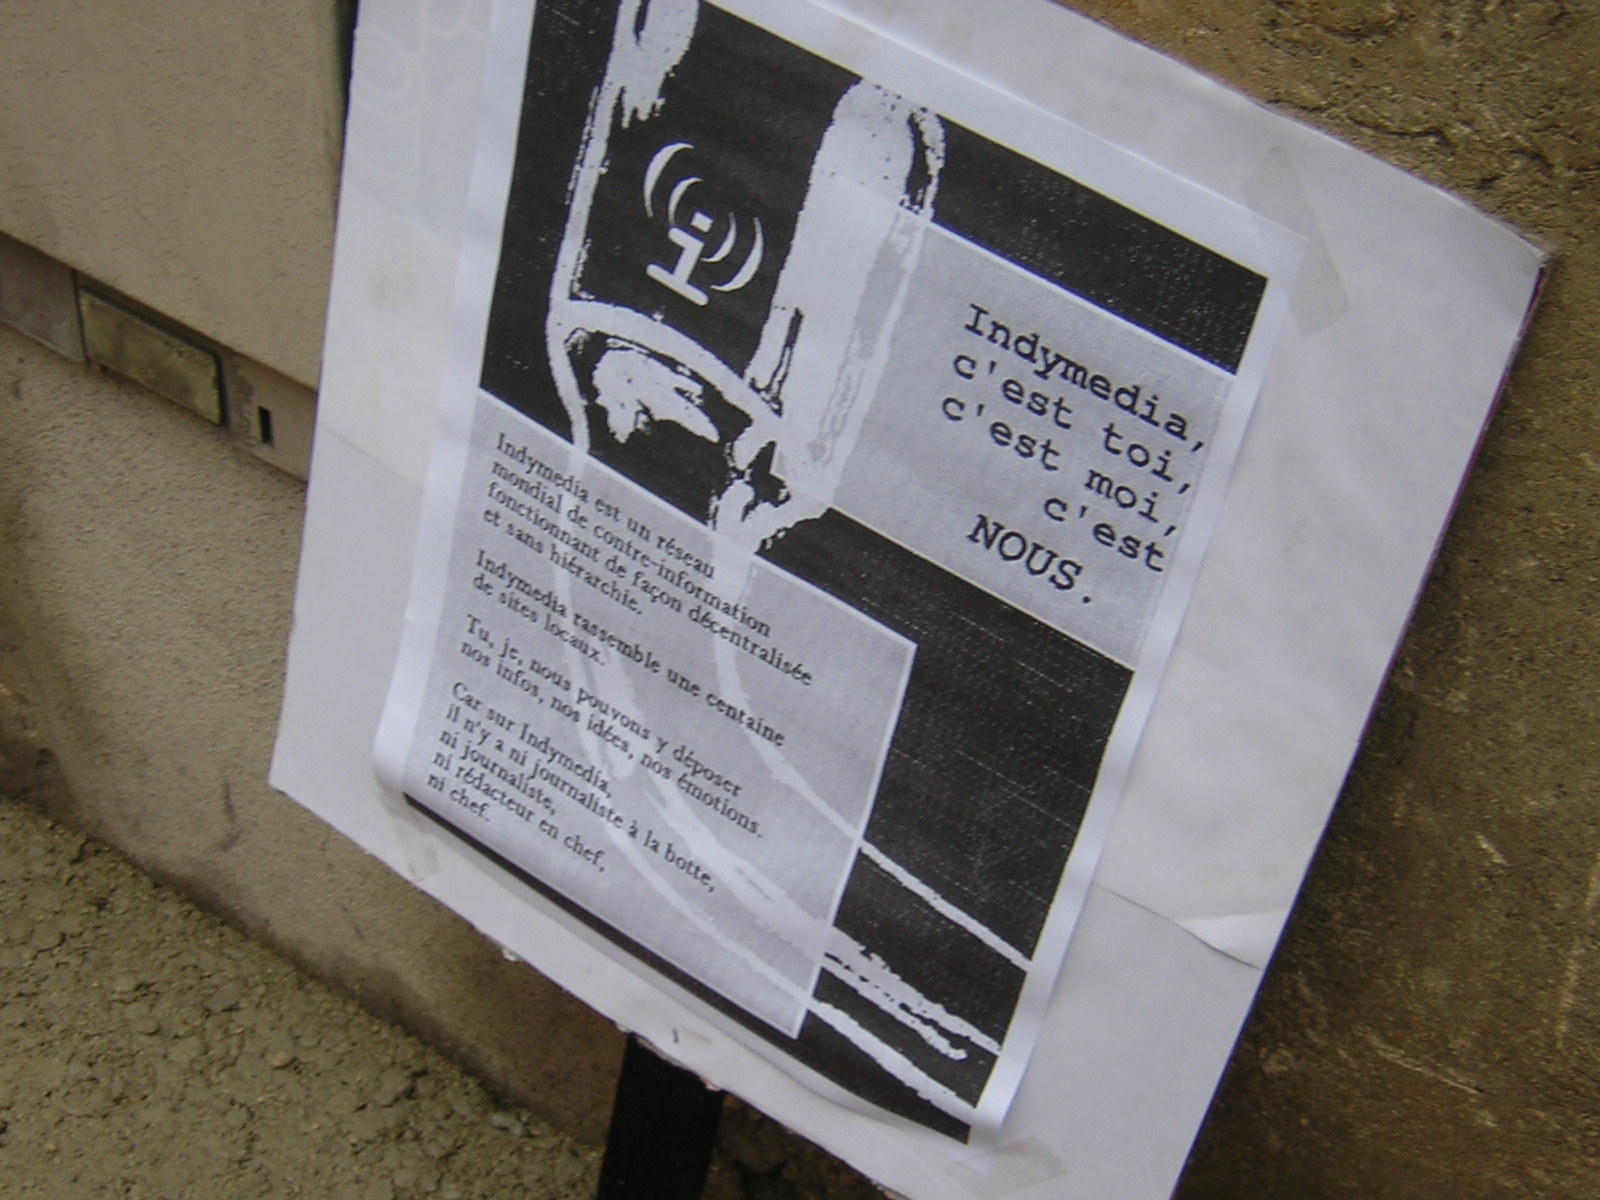 Indymedia,
c'est toi,
c'est moi,
c'est
NOUS.
Indymedia est un réseau
mondial de contre-information
fonctionnant de façon décentralisée
et sans hiérarchie.
Indymedia rassemble une centaine
de sites locaux.
Tu, je, nous pouvons y déposer
nos infos, nos idées, nos émotions.
Car sur Indymedia,
il n'y a ni journaliste à la botte,
ni journaliste,
ni rédacteur en chef,
ni chef.